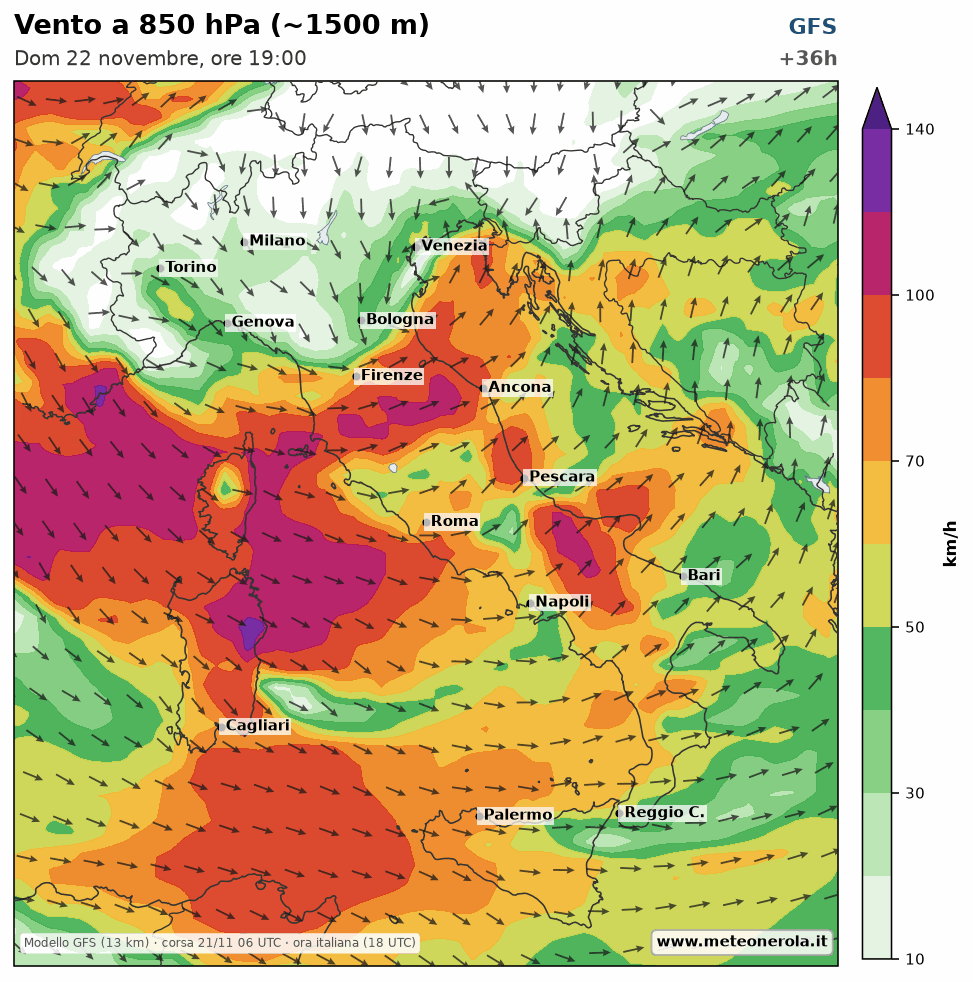 Vento a 850 hPa (~1500 m)
GFS
Dom 22 novembre, ore 19:00
+36h
140
Milano
Venezia
Torino
100
Genova
Bologna
Firenze
Ancona
70
Pescara
Roma
km/h
Bari
Napoli
50
Cagliari
30
Palermo
Reggio C.
Modello GFS (13 km) · corsa 21/11 06 UTC · ora italiana (18 UTC)
www.meteonerola.it
10